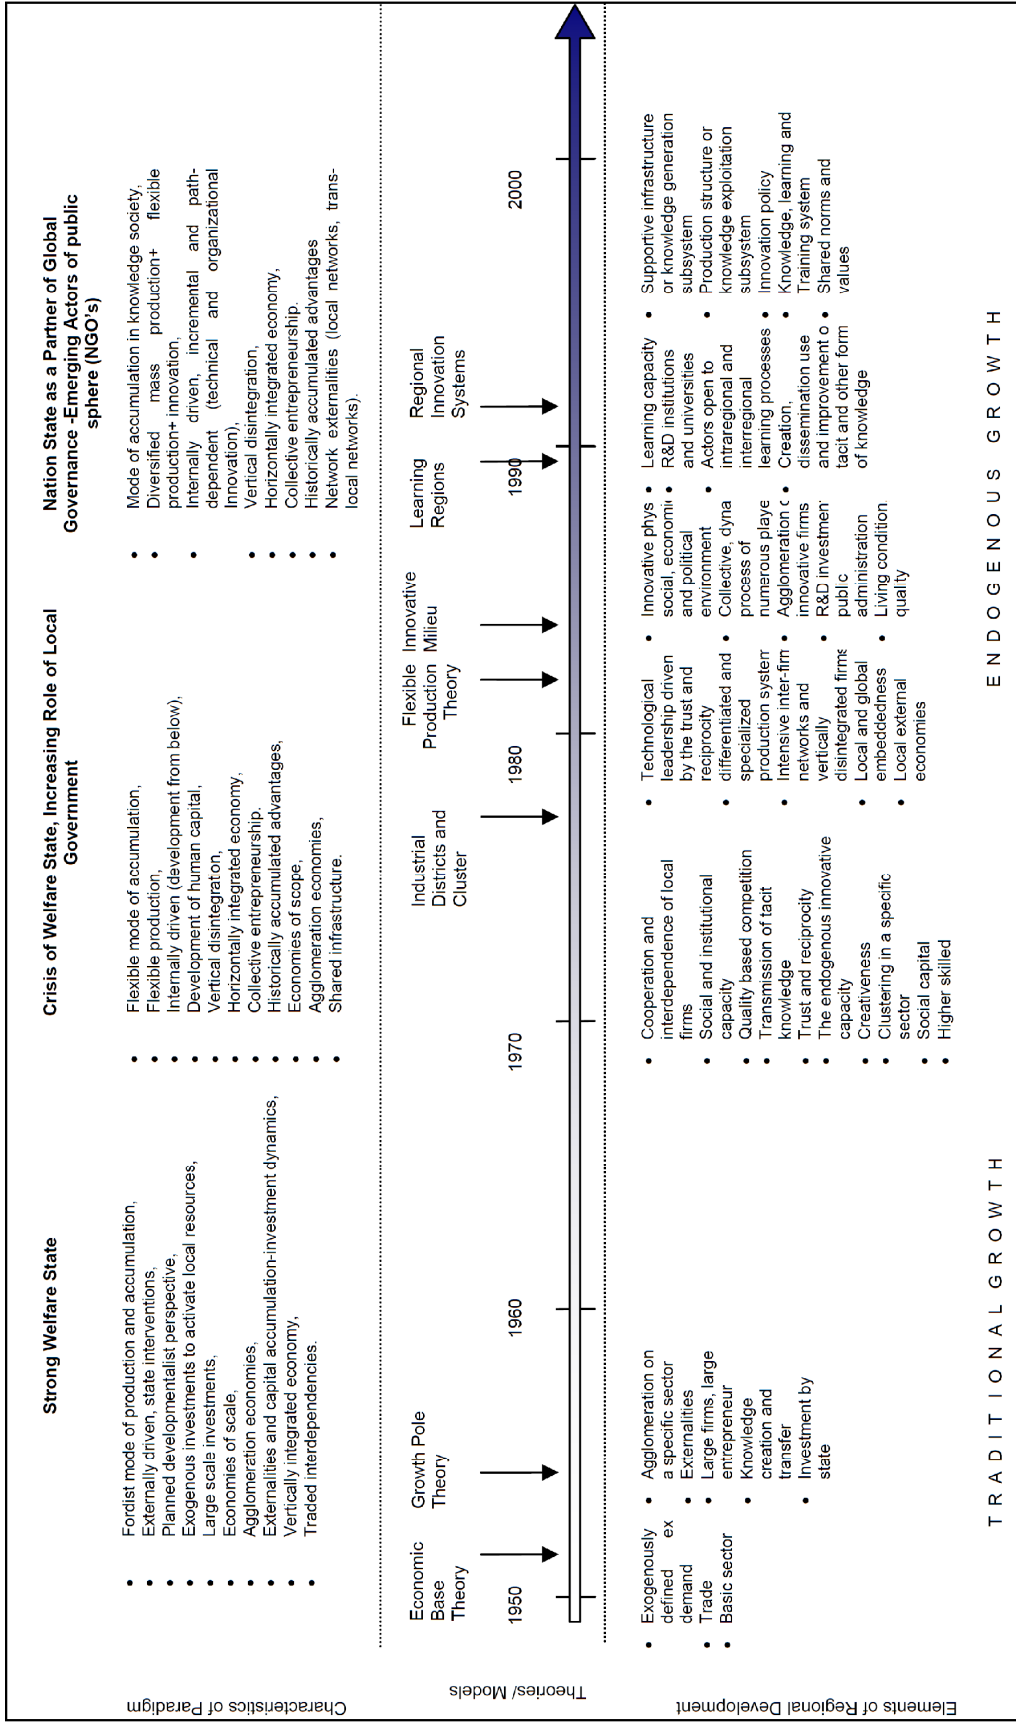 Strong Welfare State
Crisis of Welfare State, Increasing Role of Local
Government
Nation State as a Partner of Global
Governance -Emerging Actors of public
sphere (NGO's)
Characteristics of Paradigm
• Fordist mode of production and accumulation,
• Externally driven, state interventions,
• Planned developmentalist perspective,
• Exogenous investments to activate local resources,
• Large scale investments,
• Economies of scale,
• Agglomeration economies,
• Externalities and capital accumulation-investment dynamics,
• Vertically integrated economy,
• Traded interdependencies.
• Flexible mode of accumulation,
• Flexible production,
• Internally driven (development from below),
• Development of human capital,
• Vertical disintegration,
• Horizontally integrated economy,
• Collective entrepreneurship.
• Historically accumulated advantages,
• Economies of scope,
• Agglomeration economies,
• Shared infrastructure.
• Mode of accumulation in knowledge society,
• Diversified mass production+ flexible
production+ innovation,
• Internally driven, incremental and path-
dependent (technical and organizational
Innovation),
• Vertical disintegration,
• Horizontally integrated economy,
• Collective entrepreneurship.
• Historically accumulated advantages
• Network externalities (local networks, trans-
local networks).
Theories/ Models
Economic
Base
Theory
Growth Pole
Theory
Industrial
Districts and
Cluster
Flexible
Production
Theory
Innovative
Milieu
Learning
Regions
Regional
Innovation
Systems
1950
1960
1970
1980
1990
2000
Elements of Regional Development
• Exogenously
defined ex
demand
• Trade
• Basic sector
• Agglomeration on
a specific sector
• Externalities
• Large firms, large
entrepreneur
• Knowledge
creation and
transfer
• Investment by
state
• Cooperation and
interdependence of local
firms
• Social and institutional
capacity
• Quality based competition
• Transmission of tacit
knowledge
• Trust and reciprocity
• The endogenous innovative
capacity
• Creativeness
• Clustering in a specific
sector
• Social capital
• Higher skilled
• Technological
leadership driven
by the trust and
reciprocity
• differentiated and
specialized
production system
• Intensive inter-firm
networks and
vertically
disintegrated firms
• Local and global
embeddedness
• Local external
economies
• Innovative phys
social, economi
and political
environment
• Collective, dyna
process of
numerous playe
• Agglomeration
innovative firms
• R&D investmen
public
administration
• Living condition
quality
• Learning capacity
• R&D institutions
and universities
• Actors open to
intraregional and
interregional
learning processes
• Creation,
dissemination use
and improvement o
tacit and other form
of knowledge
• Supportive infrastructure
or knowledge generation
subsystem
• Production structure or
knowledge exploitation
subsystem
• Innovation policy
• Knowledge, learning and
Training system
• Shared norms and
values
TRADITIONAL GROWTH
ENDOGENOUS GROWTH